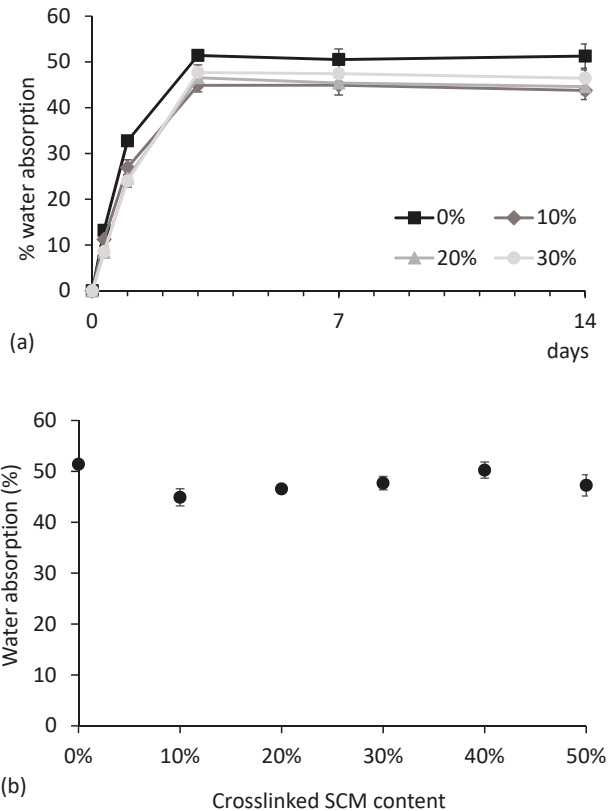 60
50
40
30
20
10
0
% water absorption
0% 10%
20% 30%
0 7 14
days
(a)
60
50
40
30
20
10
0
Water absorption (%)
0% 10% 20% 30% 40% 50%
Crosslinked SCM content
(b)